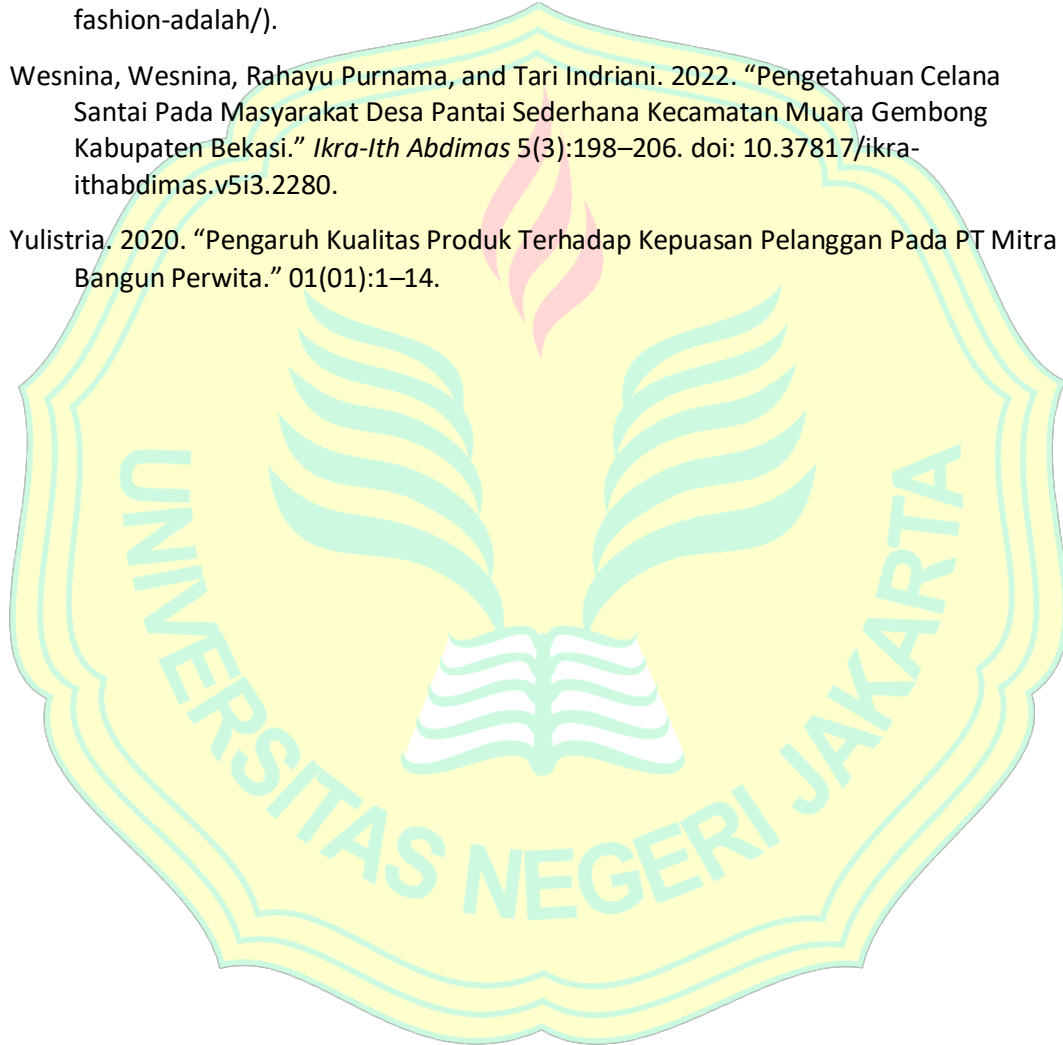 fashion-adalah/).
Wesnina, Wesnina, Rahayu Purnama, and Tari Indriani. 2022. “Pengetahuan Celana
Santai Pada Masyarakat Desa Pantai Sederhana Kecamatan Muara Gembong
Kabupaten Bekasi.” Ikra-Ith Abdimas 5(3):198–206. doi: 10.37817/ikra-
ithabdimas.v5i3.2280.
Yulistria. 2020. “Pengaruh Kualitas Produk Terhadap Kepuasan Pelanggan Pada PT Mitra
Bangun Perwita.” 01(01):1–14.
UNIVERSITAS NEGERI JAKARTA